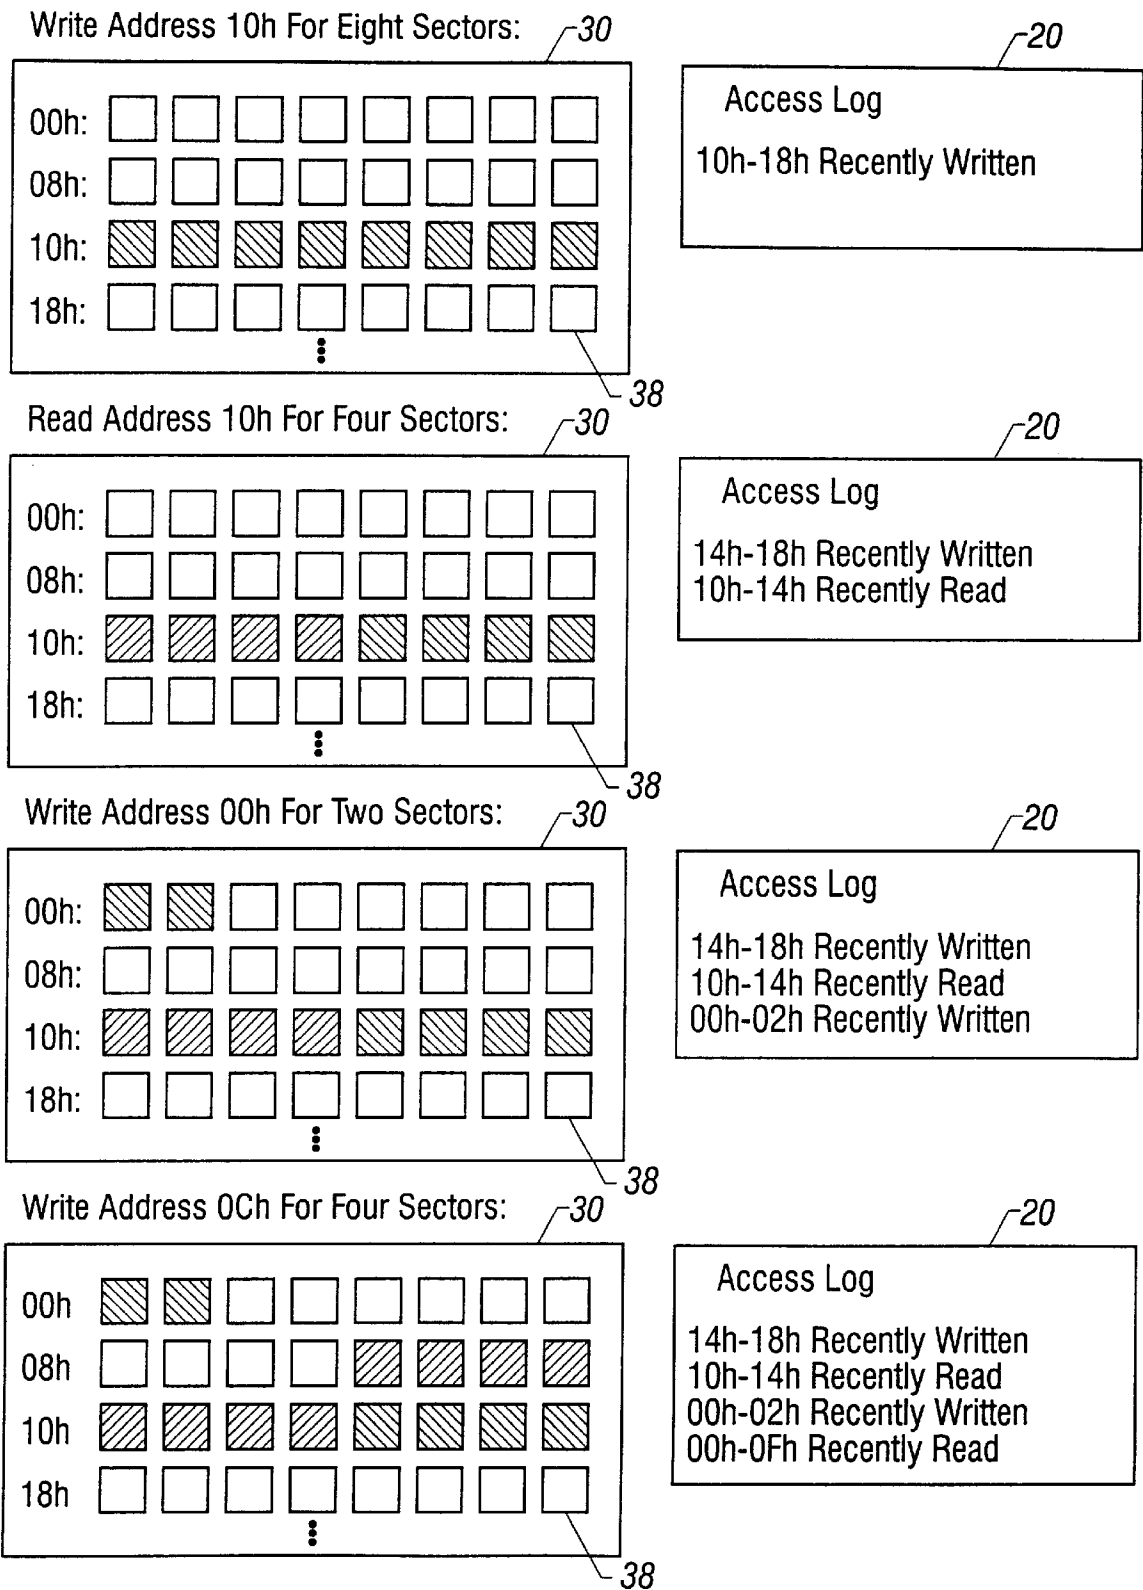 Write Address 10h For Eight Sectors:
30
20
00h:
08h:
10h:
18h:
38
Access Log
10h-18h Recently Written
Read Address 10h For Four Sectors:
30
20
00h:
08h:
10h:
18h:
38
Access Log
14h-18h Recently Written
10h-14h Recently Read
Write Address 00h For Two Sectors:
30
20
00h:
08h:
10h:
18h:
38
Access Log
14h-18h Recently Written
10h-14h Recently Read
00h-02h Recently Written
Write Address 0Ch For Four Sectors:
30
20
00h
08h
10h
18h
38
Access Log
14h-18h Recently Written
10h-14h Recently Read
00h-02h Recently Written
00h-0Fh Recently Read